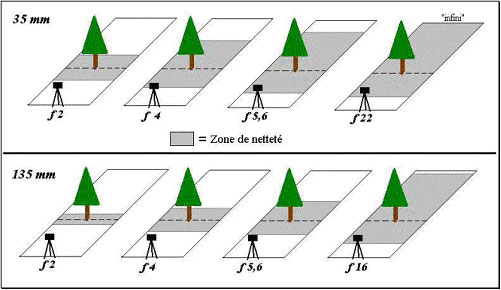 35 mm
"infini"
f 2 f 4 f 5,6 f 22
= Zone de netteté
135 mm
f 2 f 4 f 5,6 f 16